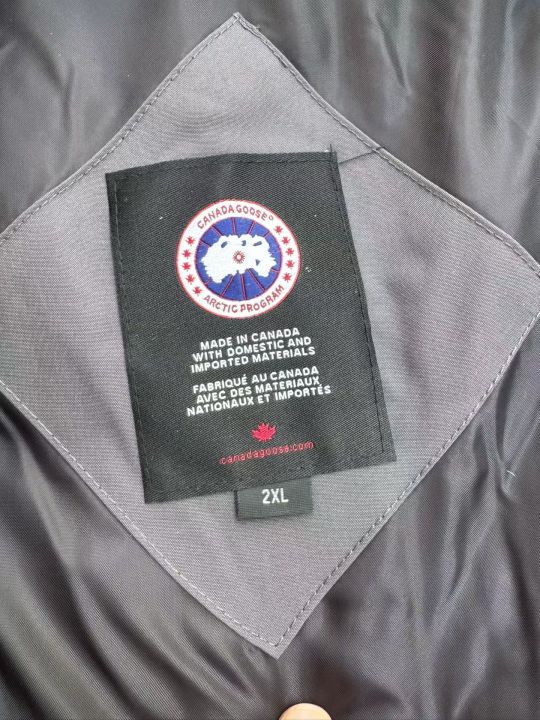 CANADA GOOSE®
ARCTIC PROGRAM
MADE IN CANADA
WITH DOMESTIC AND
IMPORTED MATERIALS
FABRIQUÉ AU CANADA
AVEC DES MATERIAUX
NATIONAUX ET IMPORTÉS
canadagoose.com
2XL